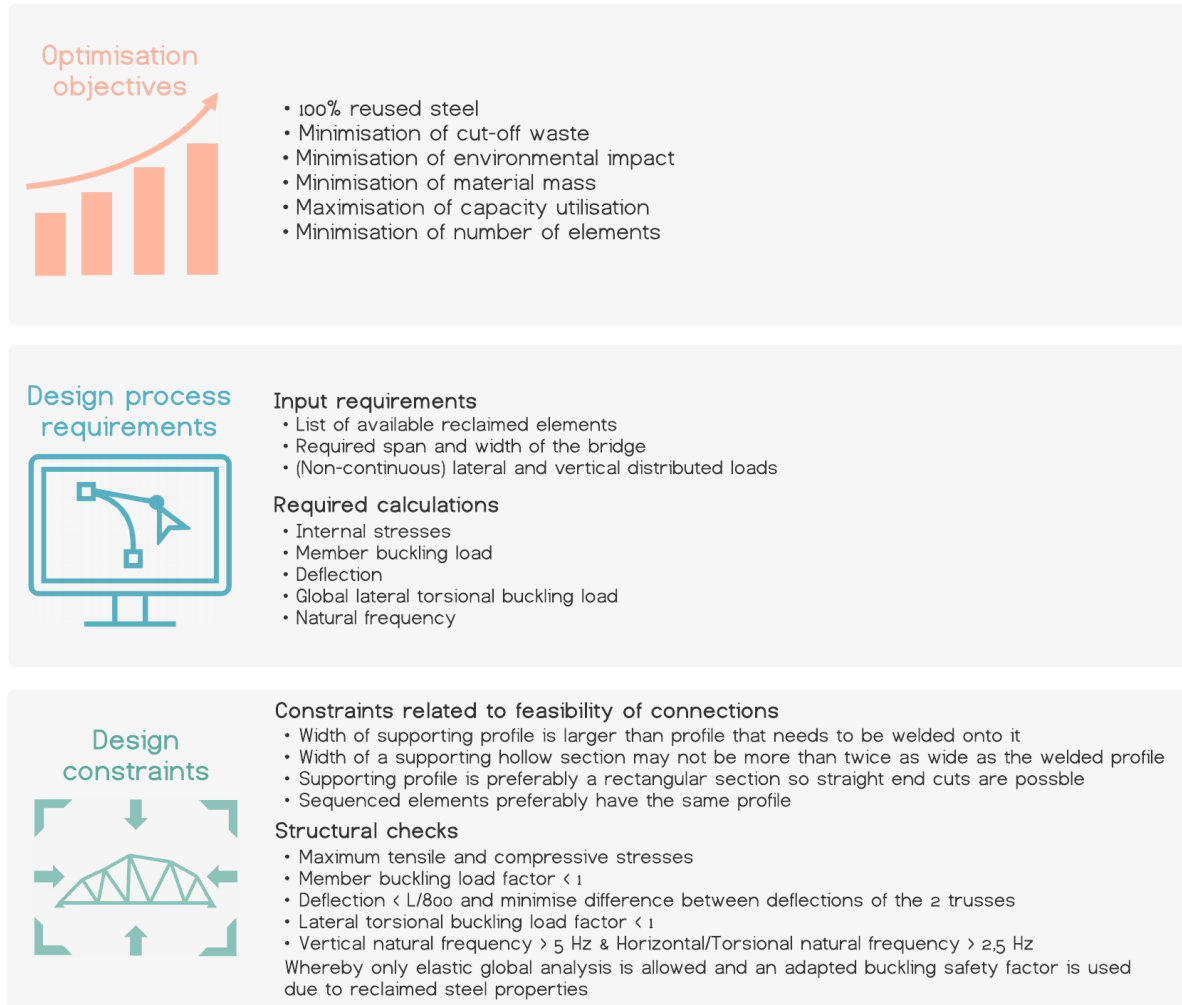 Optimisation
objectives
• 100% reused steel
• Minimisation of cut-off waste
• Minimisation of environmental impact
• Minimisation of material mass
• Maximisation of capacity utilisation
• Minimisation of number of elements
Design process
requirements
Input requirements
• List of available reclaimed elements
• Required span and width of the bridge
• (Non-continuous) lateral and vertical distributed loads
Required calculations
• Internal stresses
• Member buckling load
• Deflection
• Global lateral torsional buckling load
• Natural frequency
Design
constraints
Constraints related to feasibility of connections
• Width of supporting profile is larger than profile that needs to be welded onto it
• Width of a supporting hollow section may not be more than twice as wide as the welded profile
• Supporting profile is preferably a rectangular section so straight end cuts are possble
• Sequenced elements preferably have the same profile
Structural checks
• Maximum tensile and compressive stresses
• Member buckling load factor < 1
• Deflection < L/800 and minimise difference between deflections of the 2 trusses
• Lateral torsional buckling load factor < 1
• Vertical natural frequency > 5 Hz & Horizontal/Torsional natural frequency > 2,5 Hz
Whereby only elastic global analysis is allowed and an adapted buckling safety factor is used
due to reclaimed steel properties